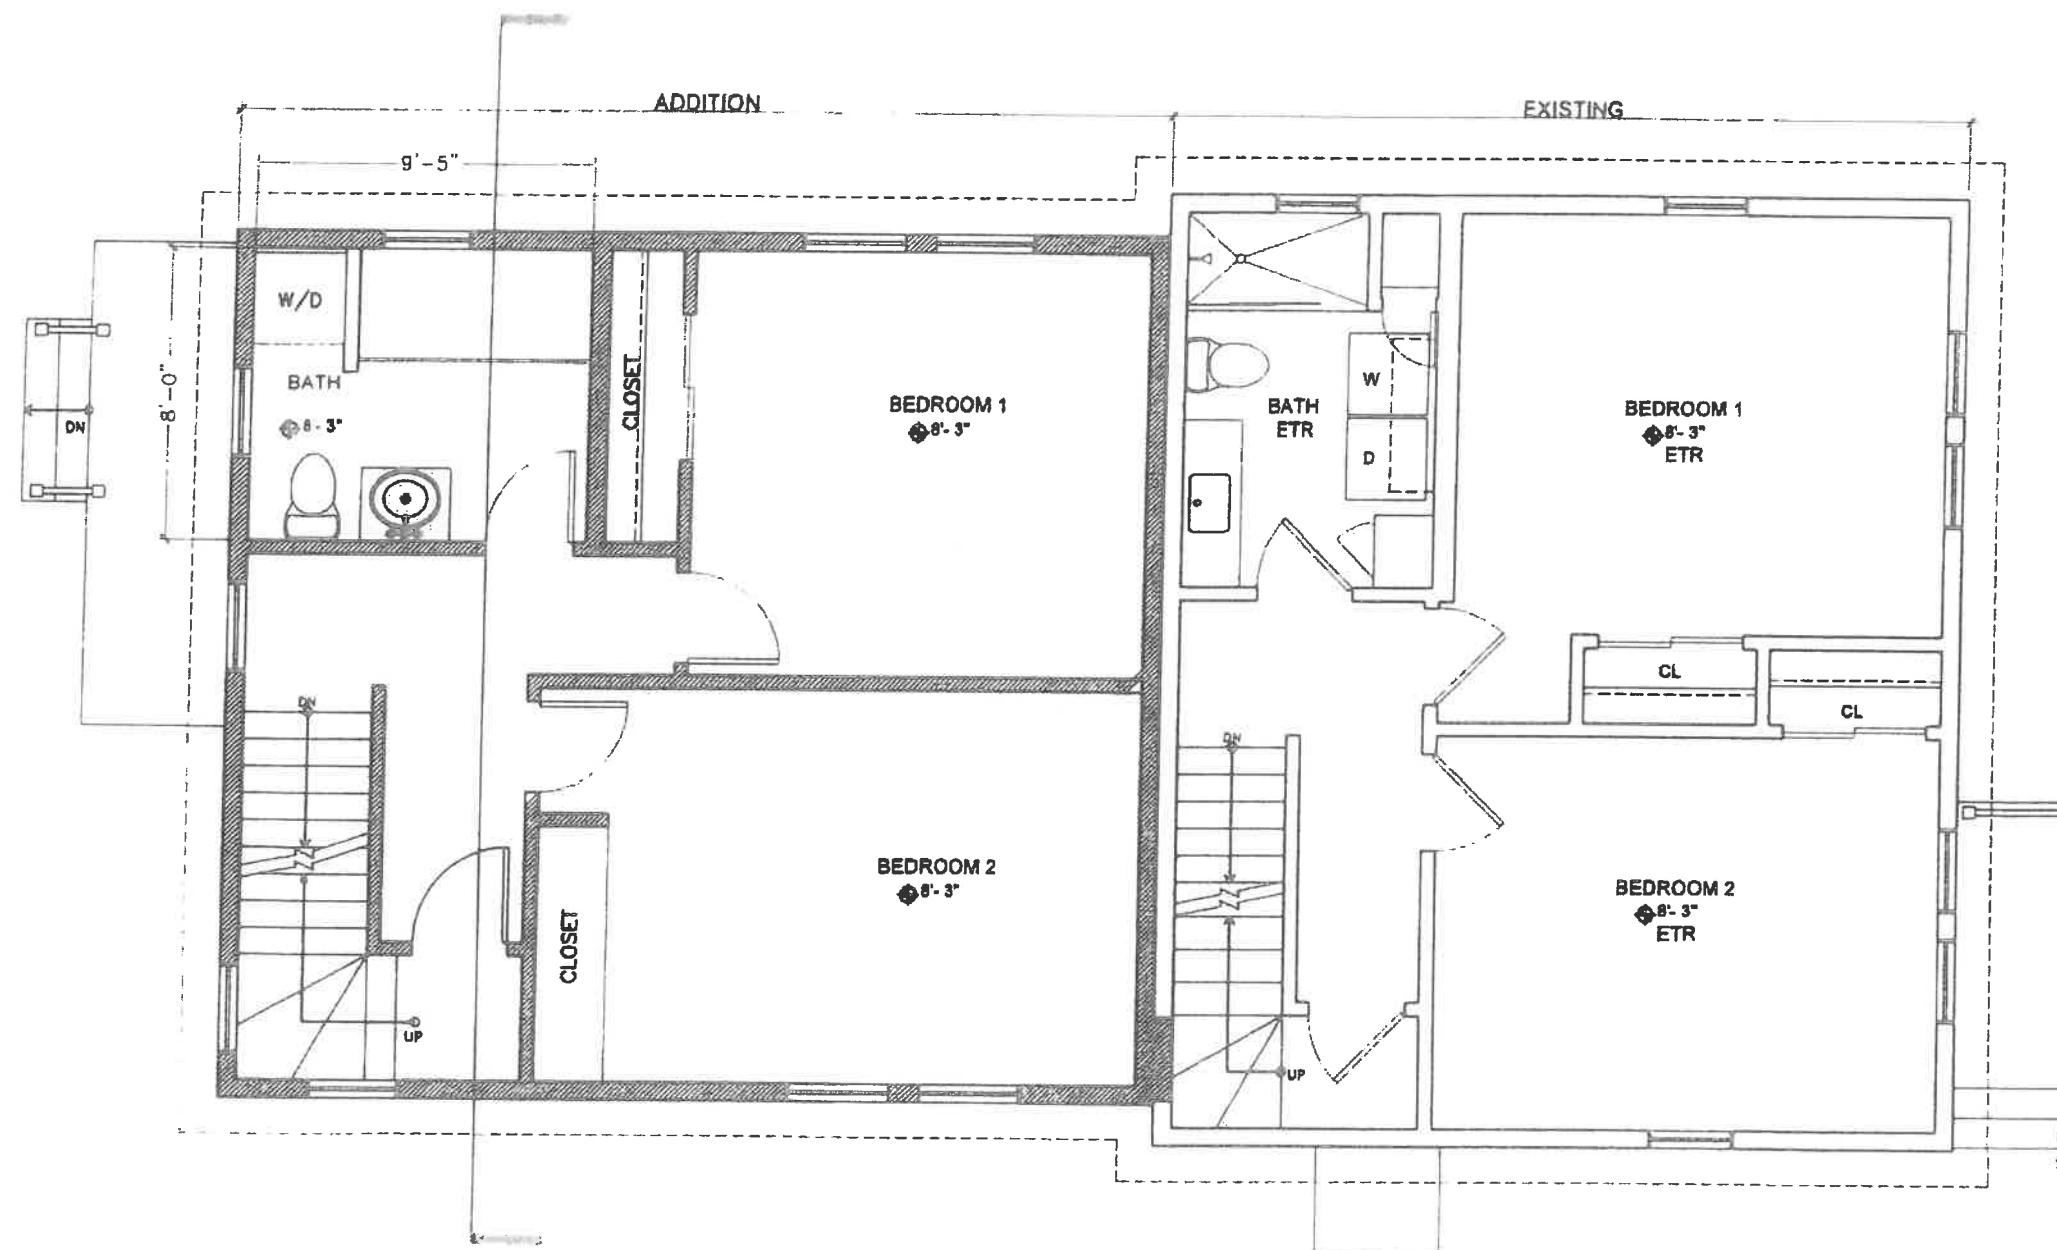 ADDITION
EXISTING
9'-5"
W/D
8'-0"
BATH
8'- 3"
DN
CLOSET
BEDROOM 1
8'- 3"
BATH
ETR
W
D
BEDROOM 1
8'- 3"
ETR
CL
CL
DN
DN
BEDROOM 2
8'- 3"
CLOSET
UP
BEDROOM 2
8'- 3"
ETR
UP